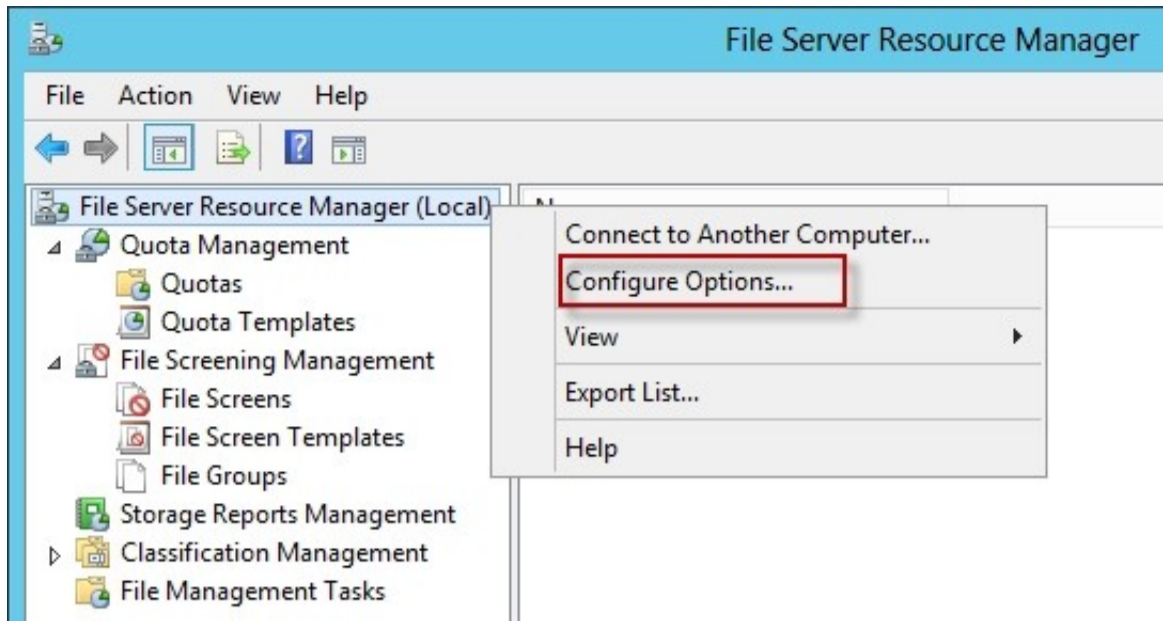 File Server Resource Manager
File Action View Help
File Server Resource Manager (Local)
Quota Management
Quotas
Quota Templates
File Screening Management
File Screens
File Screen Templates
File Groups
Storage Reports Management
Classification Management
File Management Tasks
Connect to Another Computer...
Configure Options...
View
Export List...
Help